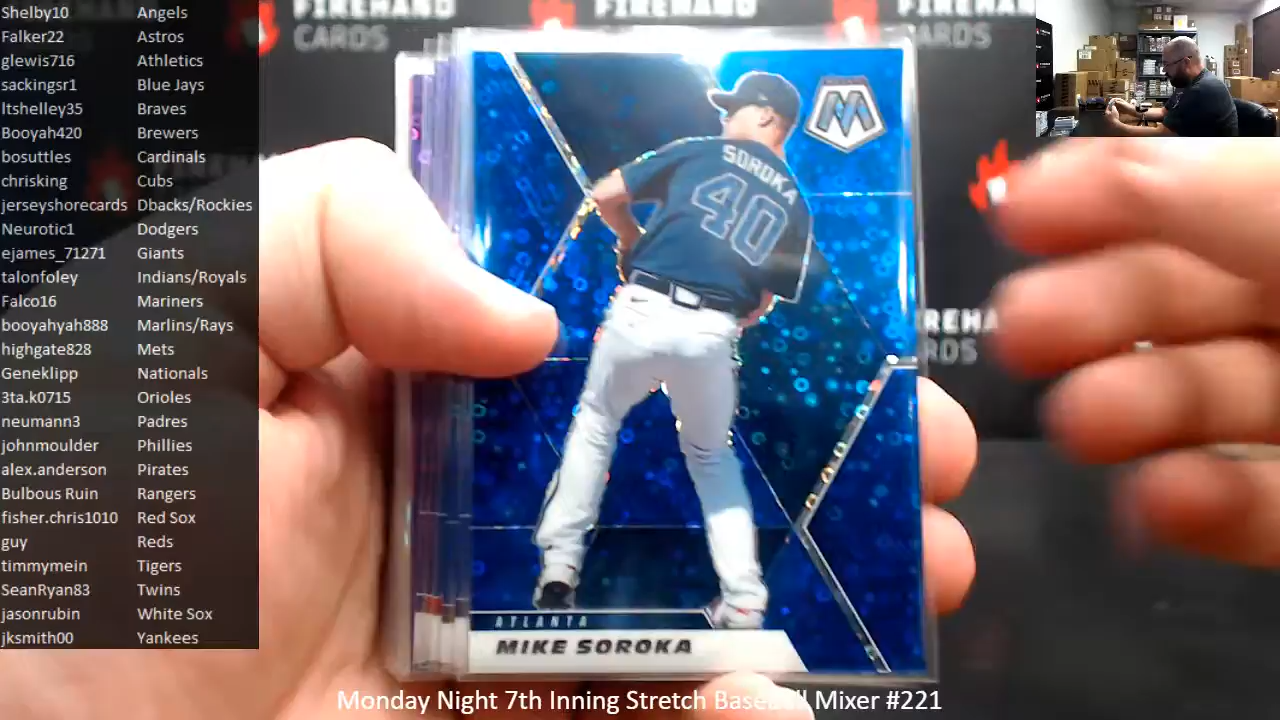 Shelby10 Angels
Falker22 Astros
glewis716 Athletics
sackingsr1 Blue Jays
ltshelley35 Braves
Booyah420 Brewers
bosuttles Cardinals
chrisking Cubs
jerseyshorecards Dbacks/Rockies
Neurotic1 Dodgers
ejames_71271 Giants
talonfoley Indians/Royals
Falco16 Mariners
booyahyah888 Marlins/Rays
highgate828 Mets
Geneklipp Nationals
3ta.k0715 Orioles
neumann3 Padres
johnmoulder Phillies
alex.anderson Pirates
Bulbous Ruin Rangers
fisher.chris1010 Red Sox
guy Reds
timmymein Tigers
SeanRyan83 Twins
jasonrubin White Sox
jksmith00 Yankees
FIREHAND
CARDS
FIREHAND
FIREHAND
CARDS
M
SOROKA
40
ATLANTA
MIKE SOROKA
Monday Night 7th Inning Stretch Baseball Mixer #221